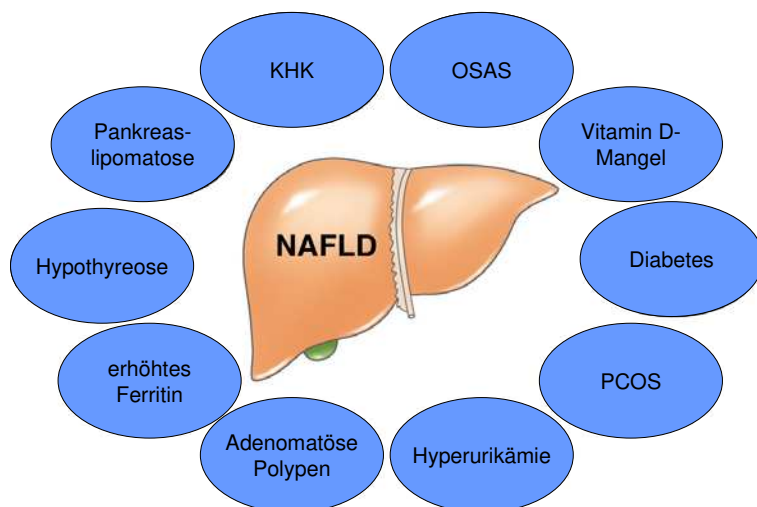 KHK
OSAS
Pankreas-
lipomatose
Vitamin D-
Mangel
NAFLD
Hypothyreose
Diabetes
erhöhtes
Ferritin
PCOS
Adenomatöse
Polypen
Hyperurikämie